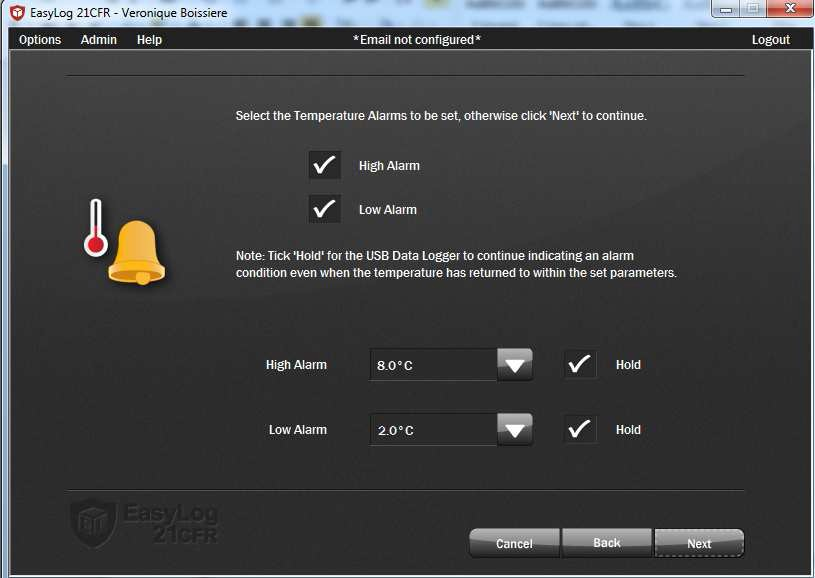 EasyLog 21CFR - Veronique Boissiere
Options Admin Help *Email not configured* Logout
Select the Temperature Alarms to be set, otherwise click 'Next' to continue.
High Alarm
Low Alarm
Note: Tick 'Hold' for the USB Data Logger to continue indicating an alarm
condition even when the temperature has returned to within the set parameters.
High Alarm 8.0°C Hold
Low Alarm 2.0°C Hold
EasyLog
21CFR
Cancel Back Next